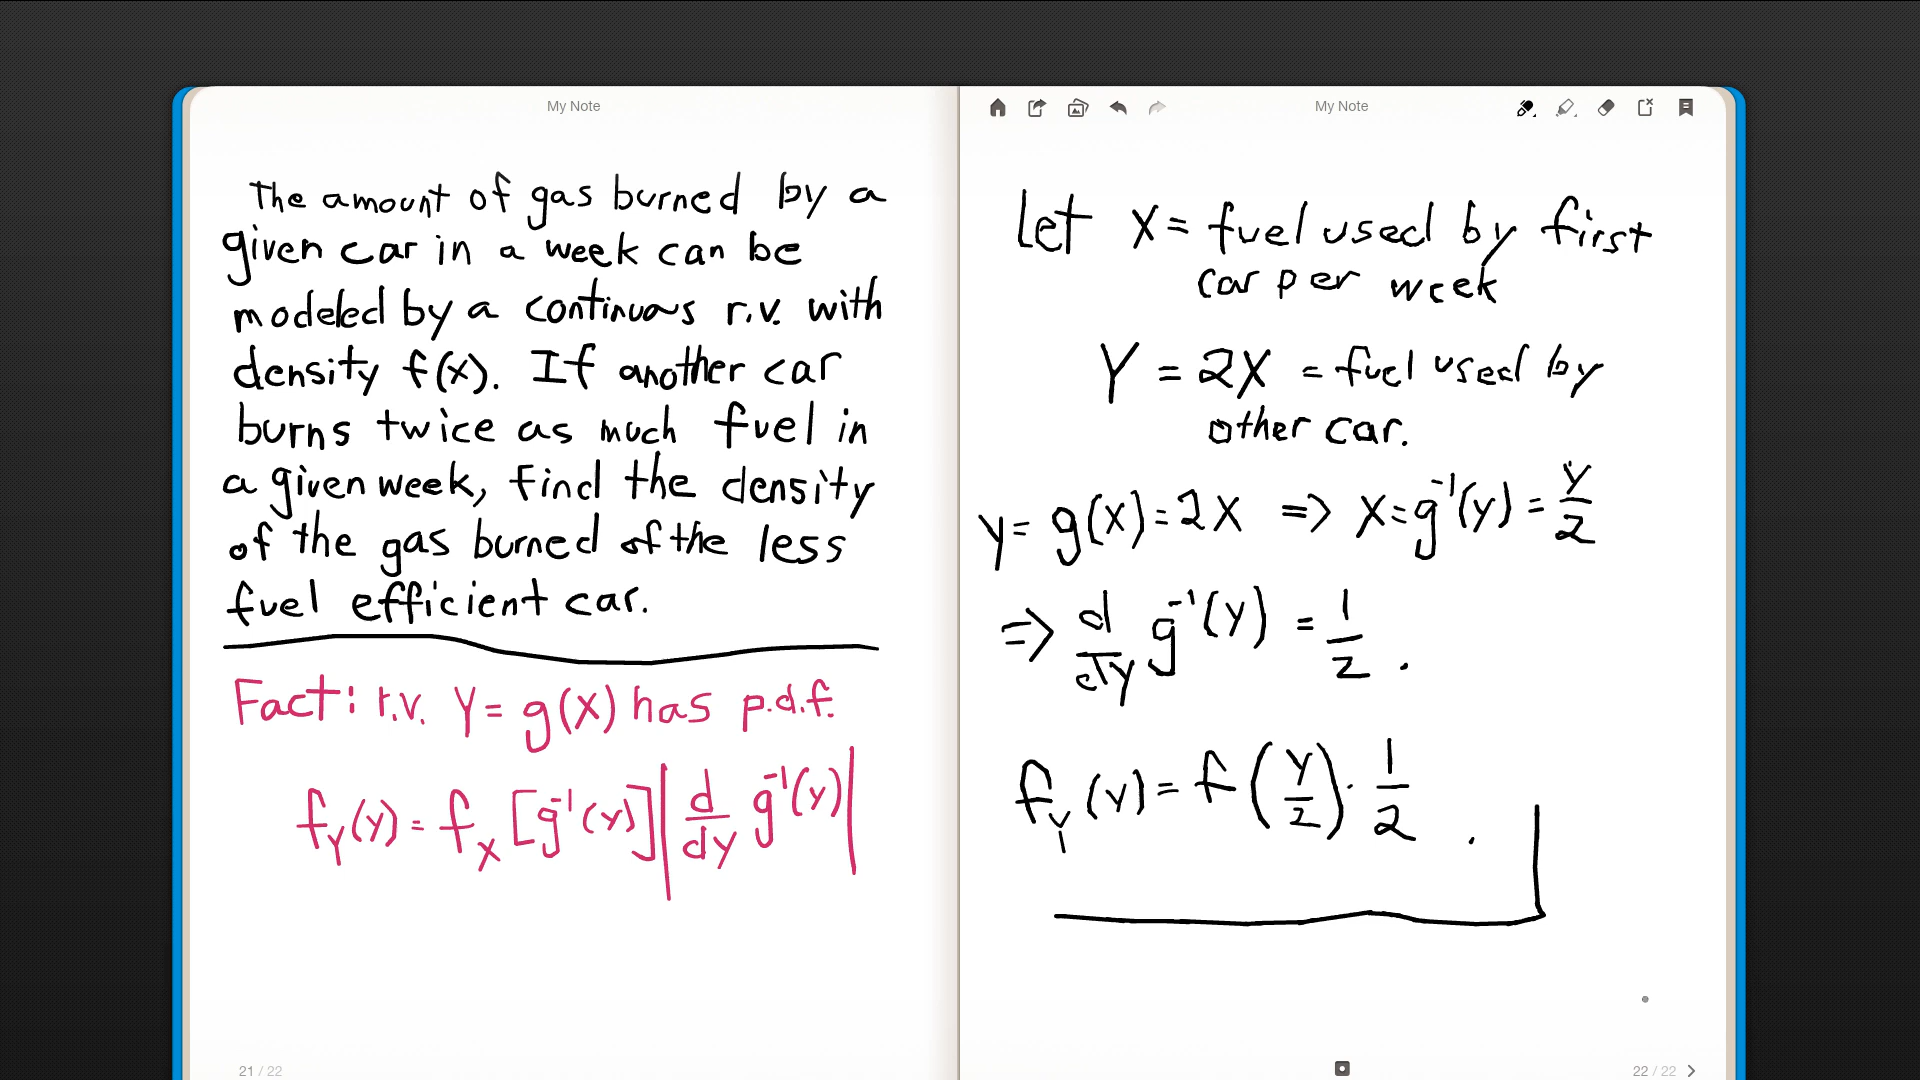 My Note
The amount of gas burned by a
given car in a week can be
modeled by a continuous r.v. with
density f(x). If another car
burns twice as much fuel in
a given week, find the density
of the gas burned of the less
fuel efficient car.
Fact: r.v. Y = g(X) has p.d.f.
f_Y(y) = f_X [g⁻¹(y)] | d/dy g⁻¹(y) |
21 / 22
My Note
Let X = fuel used by first
car per week
Y = 2X = fuel used by
other car.
y = g(x) = 2x ⇒ x = g⁻¹(y) = y/2
⇒ d/dy g⁻¹(y) = 1/2 .
f_Y(y) = f(y/2) · 1/2 .
22 / 22